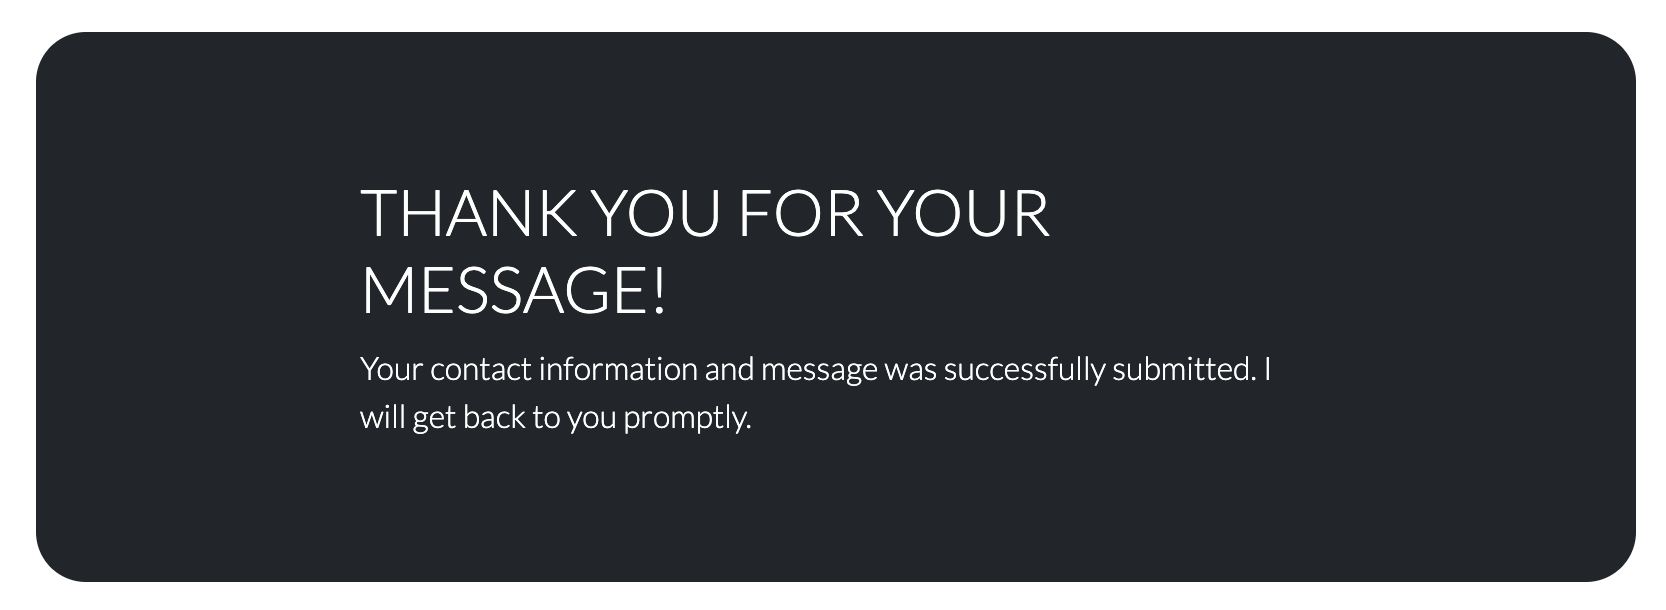 THANK YOU FOR YOUR
MESSAGE!
Your contact information and message was successfully submitted. I
will get back to you promptly.